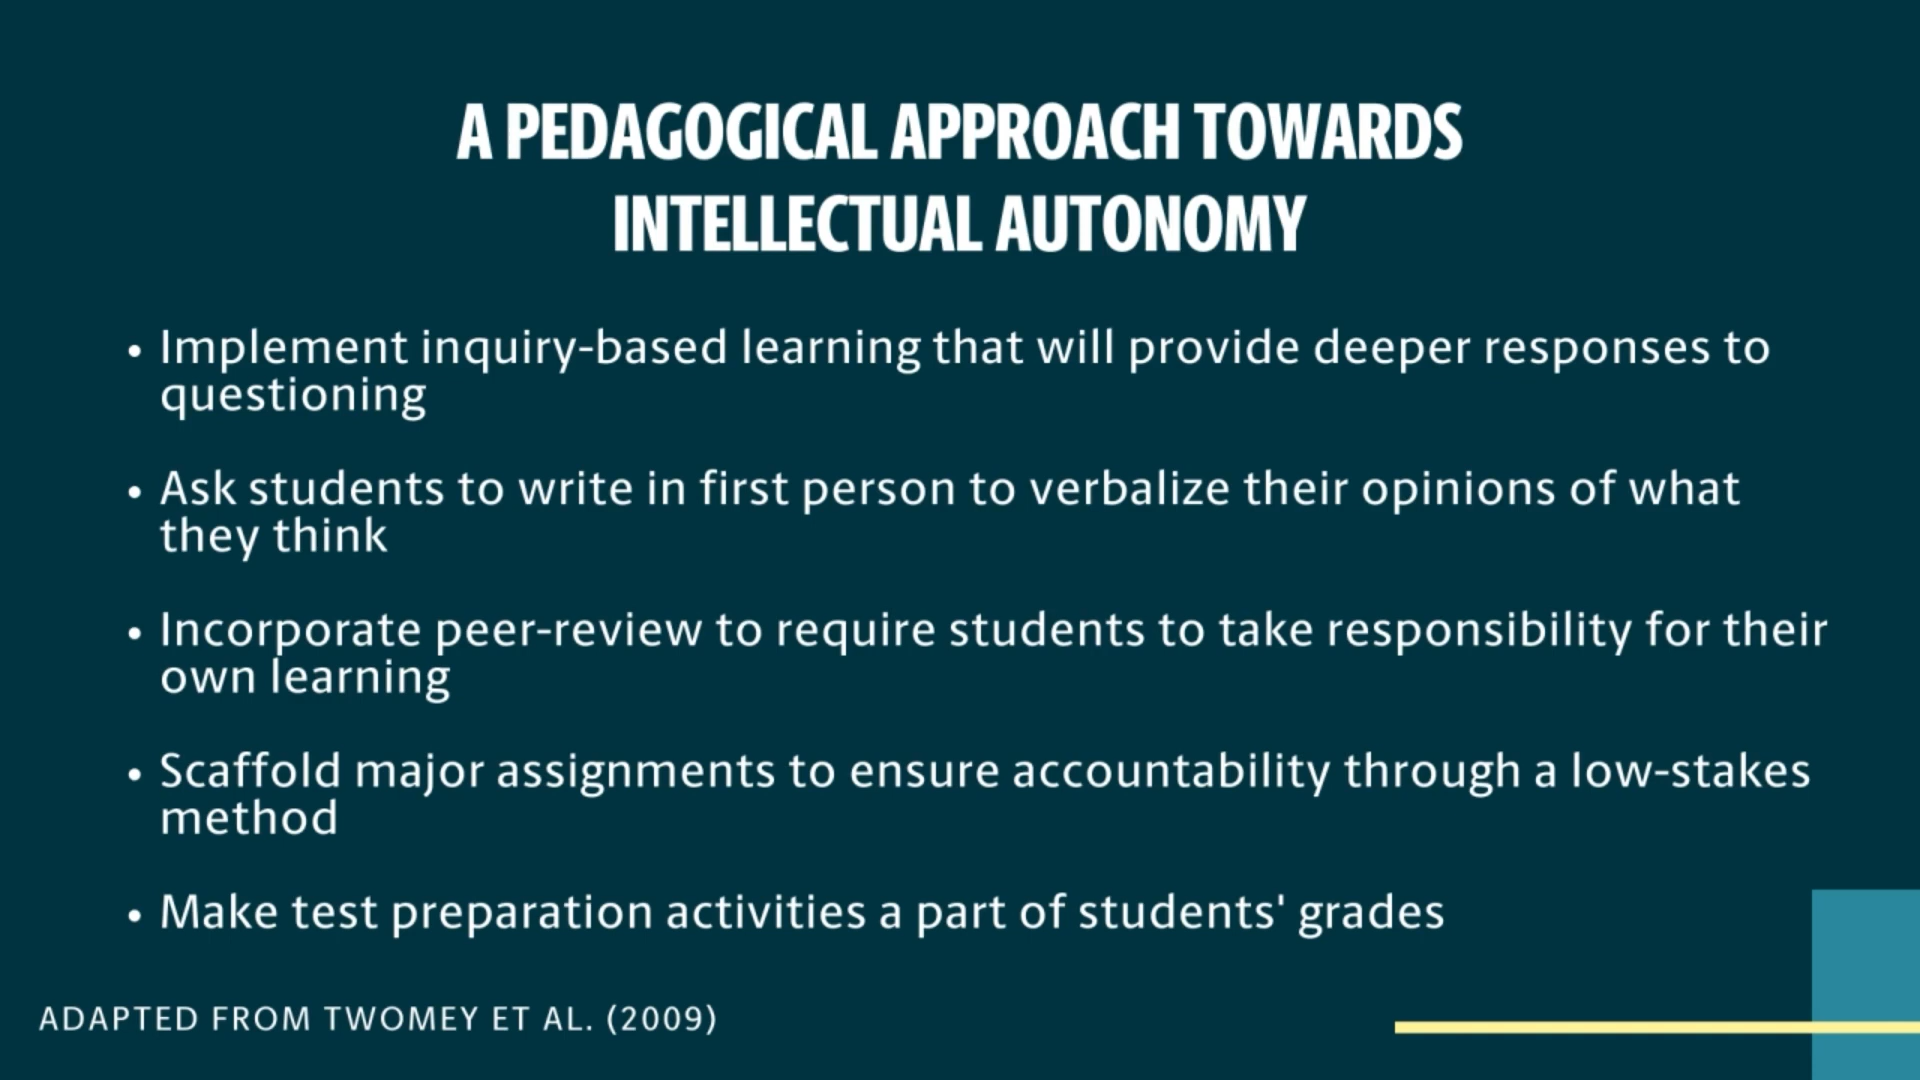 A PEDAGOGICAL APPROACH TOWARDS
INTELLECTUAL AUTONOMY
• Implement inquiry-based learning that will provide deeper responses to
questioning
• Ask students to write in first person to verbalize their opinions of what
they think
• Incorporate peer-review to require students to take responsibility for their
own learning
• Scaffold major assignments to ensure accountability through a low-stakes
method
• Make test preparation activities a part of students' grades
ADAPTED FROM TWOMEY ET AL. (2009)